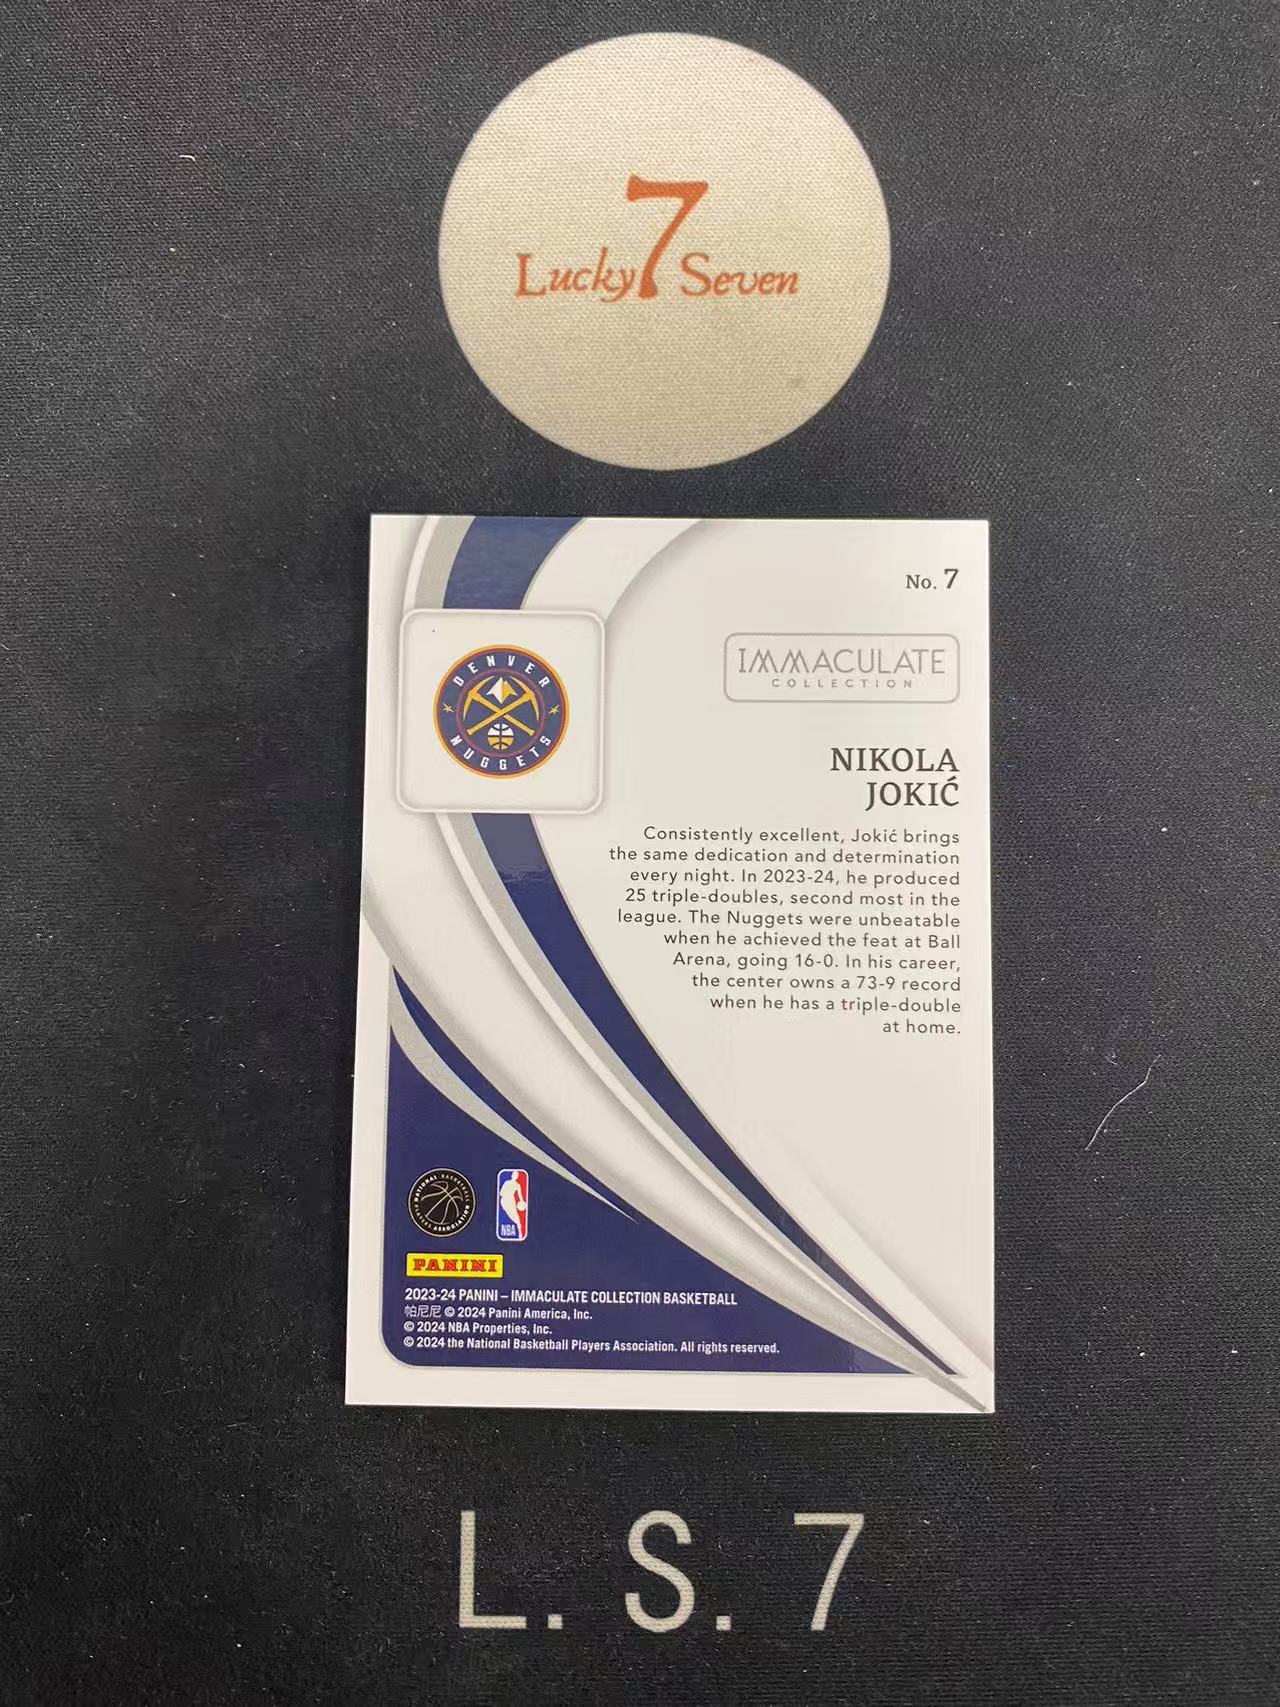 7
Lucky Seven
No. 7
IMMACULATE
COLLECTION
DENVER
NUGGETS
NIKOLA
JOKIĆ
Consistently excellent, Jokić brings
the same dedication and determination
every night. In 2023-24, he produced
25 triple-doubles, second most in the
league. The Nuggets were unbeatable
when he achieved the feat at Ball
Arena, going 16-0. In his career,
the center owns a 73-9 record
when he has a triple-double
at home.
NATIONAL BASKETBALL
PLAYERS ASSOCIATION
NBA
PANINI
2023-24 PANINI – IMMACULATE COLLECTION BASKETBALL
帕尼尼 © 2024 Panini America, Inc.
© 2024 NBA Properties, Inc.
© 2024 the National Basketball Players Association. All rights reserved.
L. S. 7